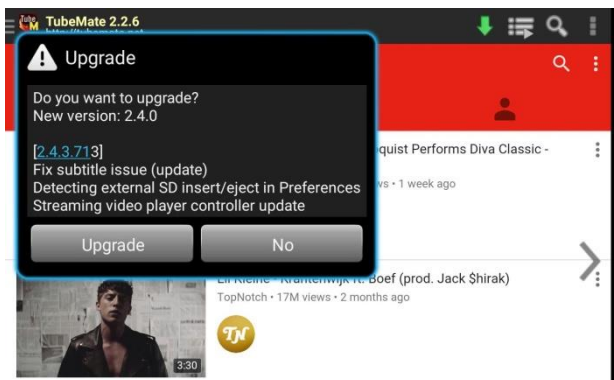 TubeMate 2.2.6
Upgrade
Do you want to upgrade?
New version: 2.4.0
[2.4.3.713]
Fix subtitle issue (update)
Detecting external SD insert/eject in Preferences
Streaming video player controller update
Upgrade
No
quist Performs Diva Classic -
ws • 1 week ago
Lil Kleine - Krantenwijk ft. Boef (prod. Jack $hirak)
TopNotch • 17M views • 2 months ago
TN
3:30